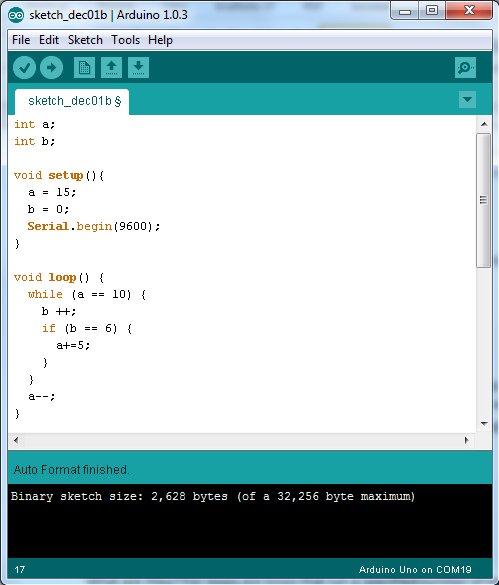 sketch_dec01b | Arduino 1.0.3
File Edit Sketch Tools Help
sketch_dec01b §
int a;
int b;
void setup(){
a = 15;
b = 0;
Serial.begin(9600);
}
void loop() {
while (a == 10) {
b ++;
if (b == 6) {
a+=5;
}
}
a--;
}
Auto Format finished.
Binary sketch size: 2,628 bytes (of a 32,256 byte maximum)
17 Arduino Uno on COM19